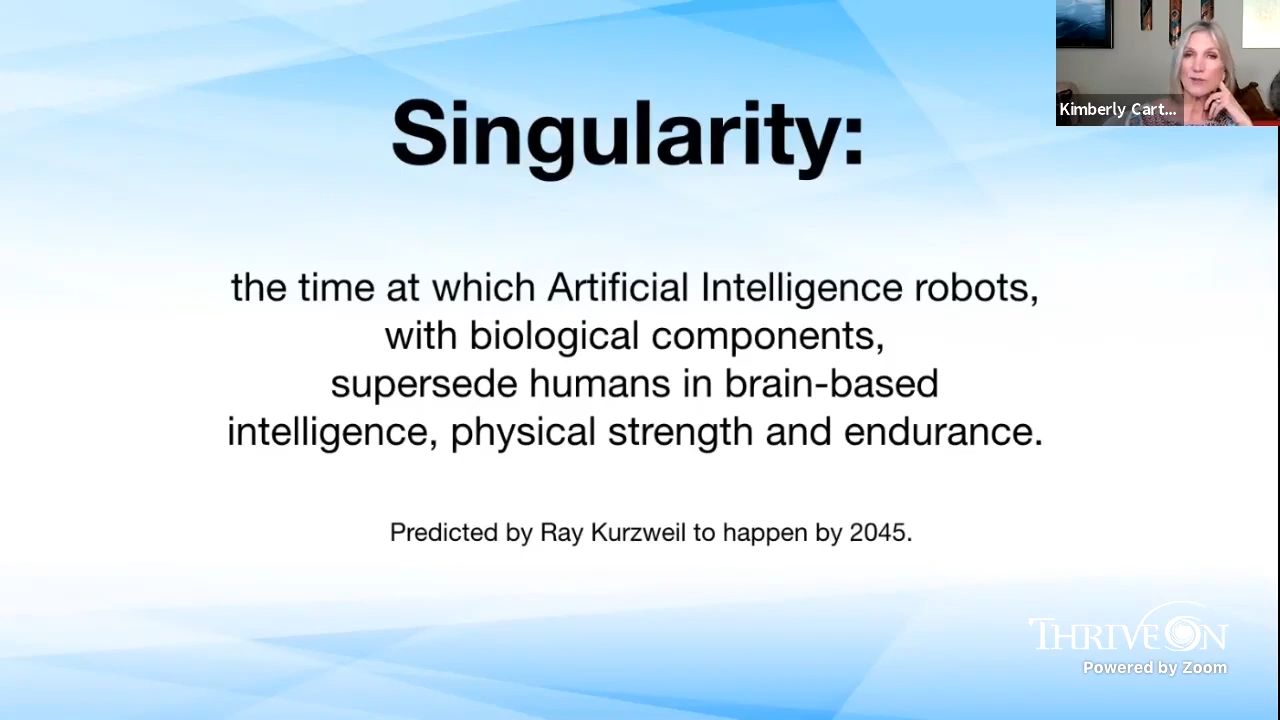 Singularity:
the time at which Artificial Intelligence robots,
with biological components,
supersede humans in brain-based
intelligence, physical strength and endurance.
Predicted by Ray Kurzweil to happen by 2045.
Kimberly Cart...
THRIVEON
Powered by Zoom